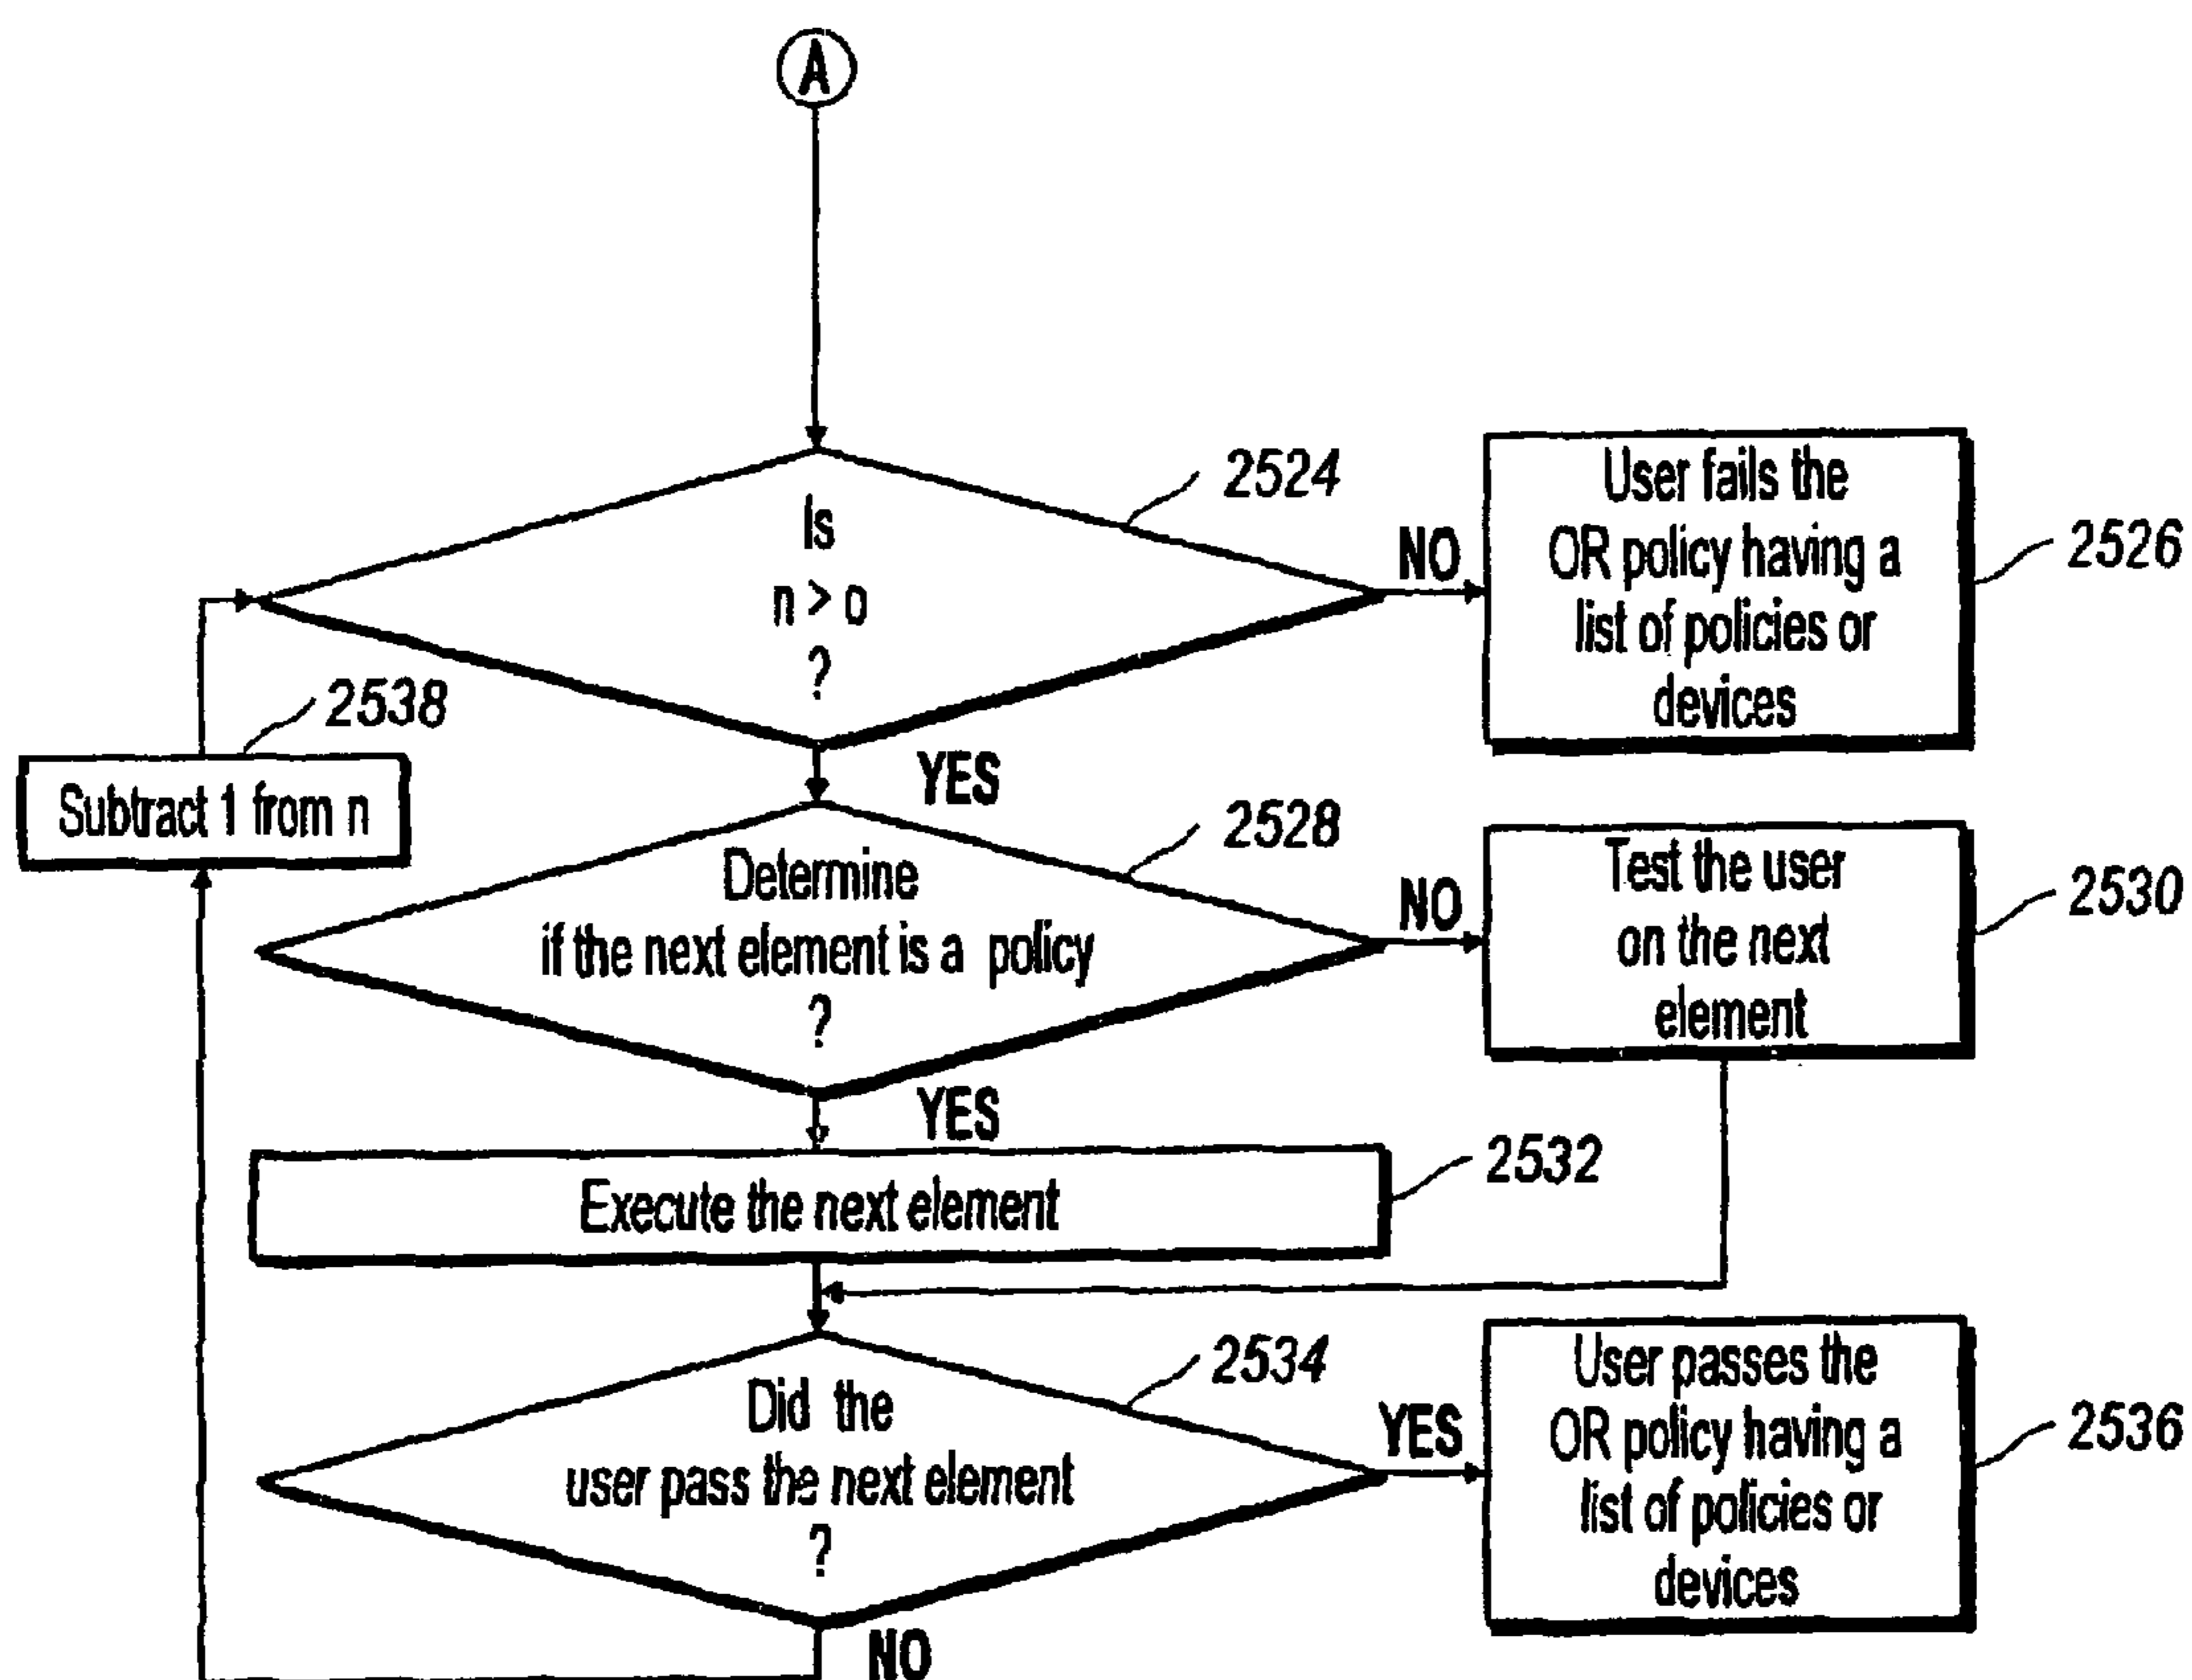 A
Is
n > o
?
2524
NO
User fails the
OR policy having a
list of policies or
devices
2526
2538
Subtract 1 from n
YES
Determine
if the next element is a policy
?
2528
NO
Test the user
on the next
element
2530
YES
Execute the next element
2532
Did the
user pass the next element
?
2534
YES
User passes the
OR policy having a
list of policies or
devices
2536
NO